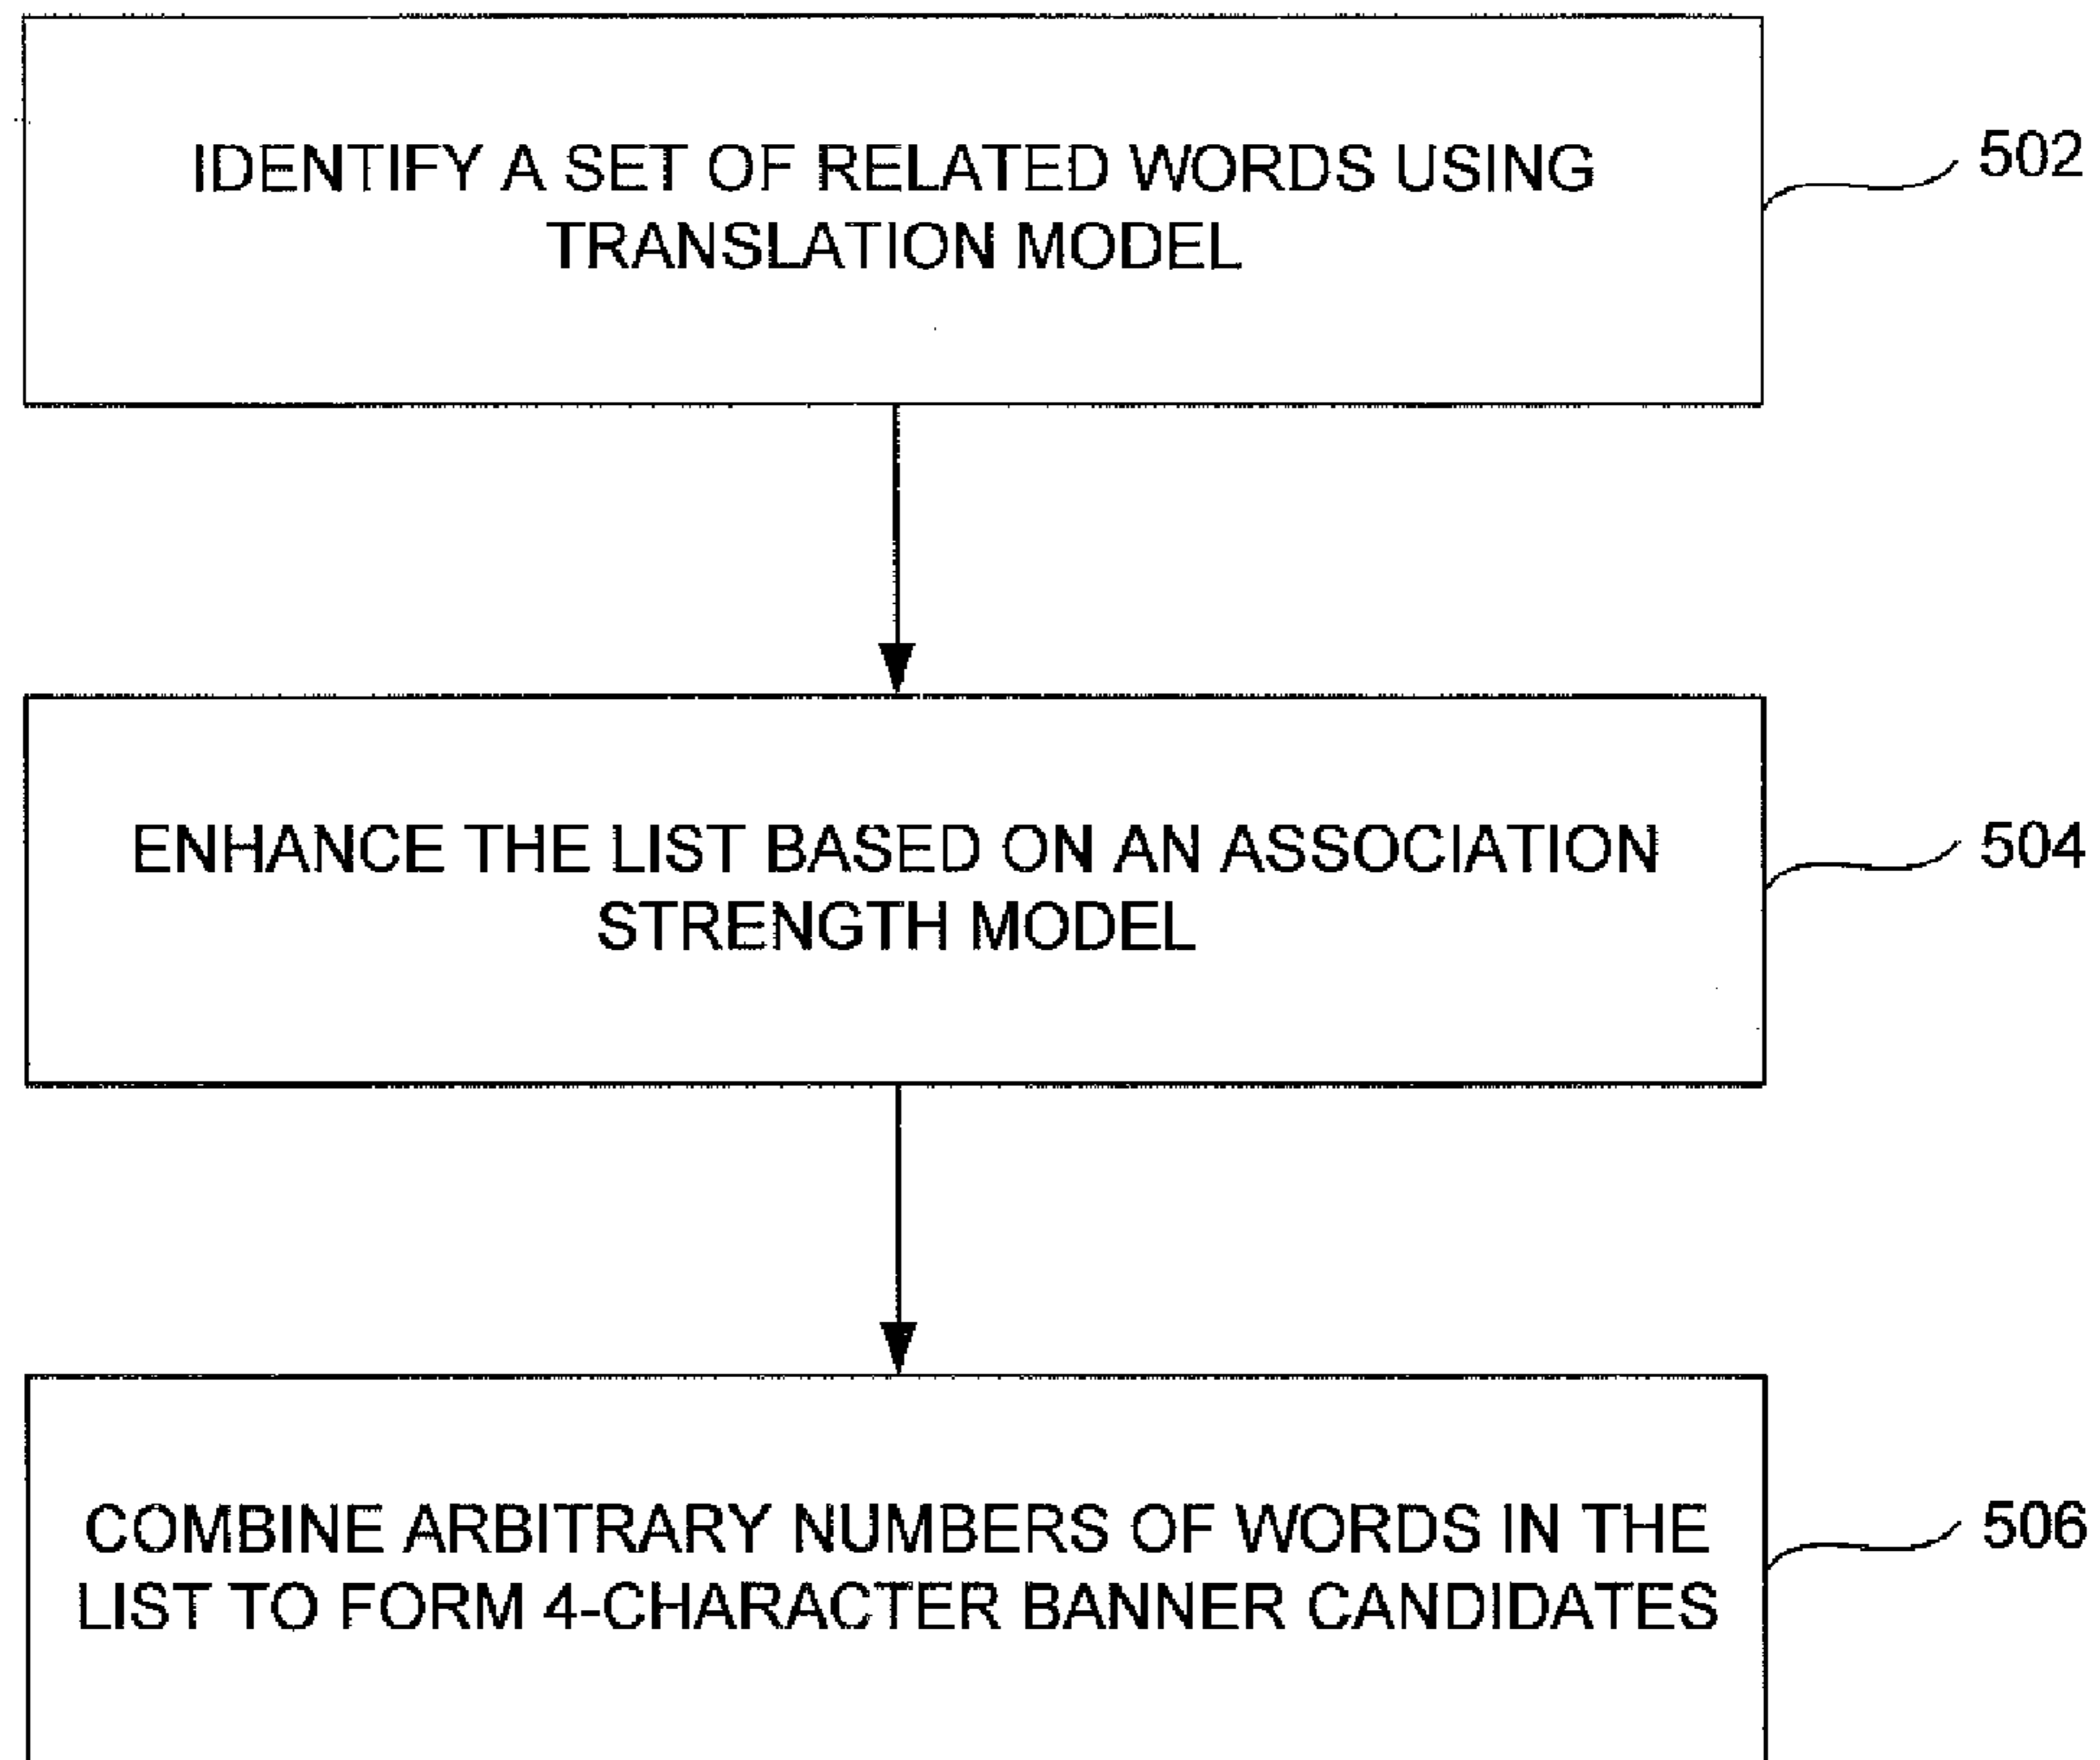 IDENTIFY A SET OF RELATED WORDS USING
TRANSLATION MODEL
502
ENHANCE THE LIST BASED ON AN ASSOCIATION
STRENGTH MODEL
504
COMBINE ARBITRARY NUMBERS OF WORDS IN THE
LIST TO FORM 4-CHARACTER BANNER CANDIDATES
506